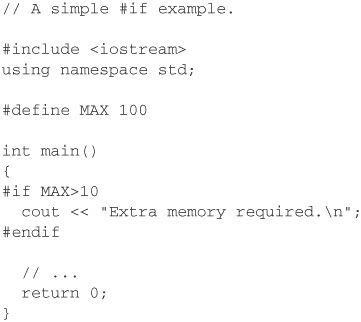 // A simple #if example.
#include <iostream>
using namespace std;
#define MAX 100
int main()
{
#if MAX>10
  cout << "Extra memory required.\n";
#endif
  // ...
  return 0;
}